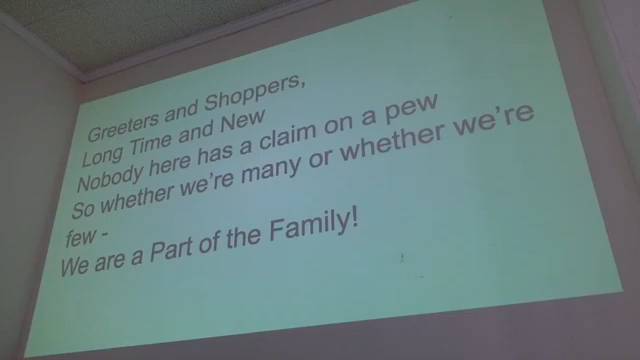 Greeters and Shoppers,
Long Time and New
Nobody here has a claim on a pew
So whether we're many or whether we're
few -
We are a Part of the Family!